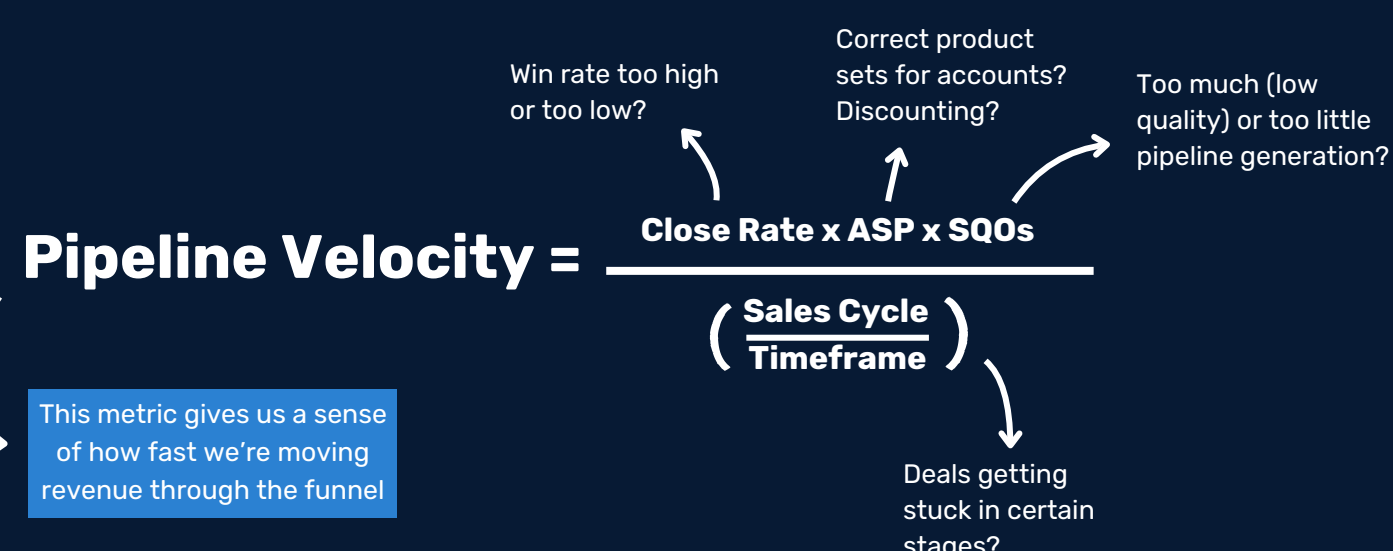 Win rate too high
or too low?
Correct product
sets for accounts?
Discounting?
Too much (low
quality) or too little
pipeline generation?
Pipeline Velocity =
Close Rate x ASP x SQOs
( Sales Cycle
Timeframe )
This metric gives us a sense
of how fast we’re moving
revenue through the funnel
Deals getting
stuck in certain
stages?